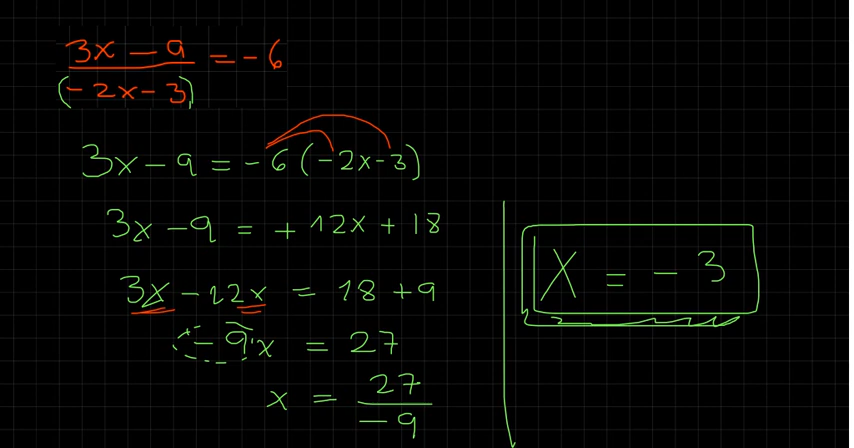 3x - 9 = -6
(-2x - 3)
3x - 9 = -6(-2x - 3)
3x - 9 = +12x + 18
3x - 12x = 18 + 9
-9x = 27
x = 27
-9
x = -3